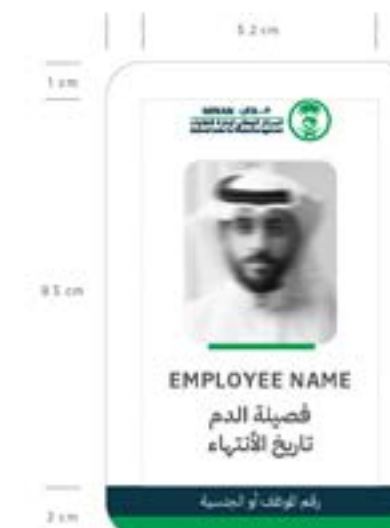 5.2 cm
1 cm
8.5 cm
EMPLOYEE NAME
فصيلة الدم
تاريخ الأنتهاء
رقم الموظف أو الجنسية
2 cm